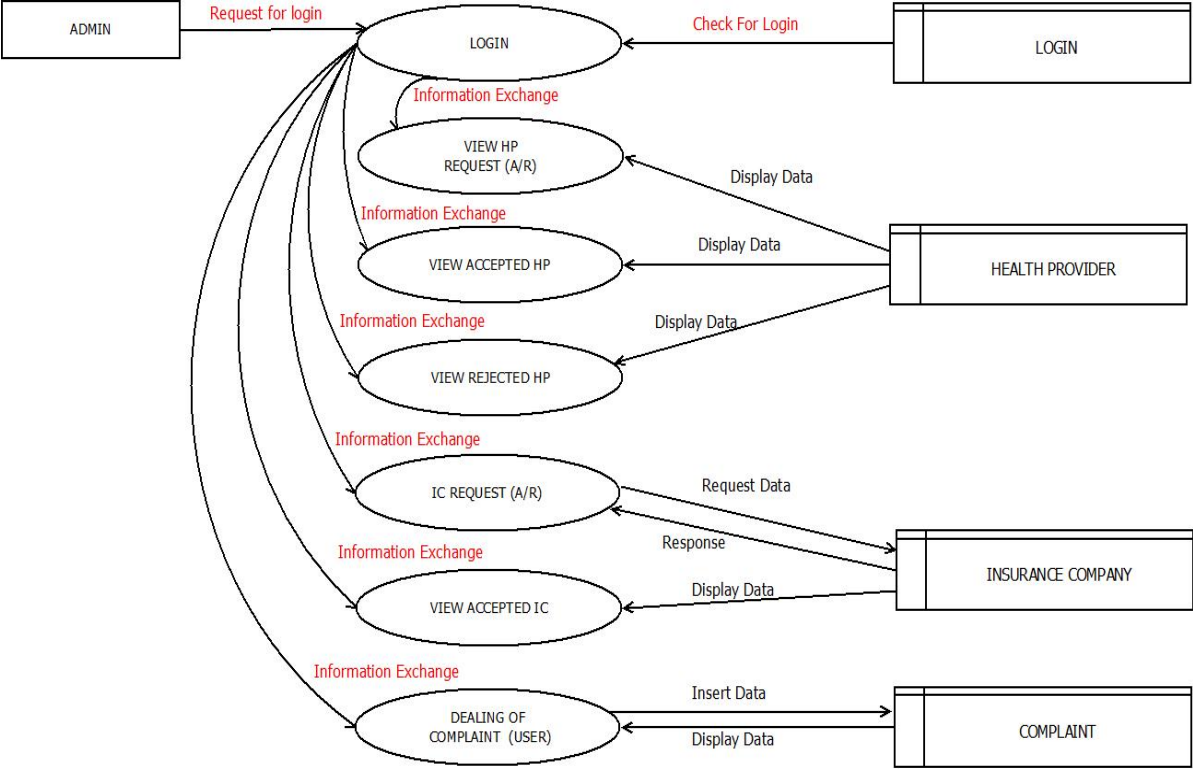 Request for login
ADMIN
LOGIN
Check For Login
LOGIN
Information Exchange
VIEW HP
REQUEST (A/R)
Display Data
Information Exchange
VIEW ACCEPTED HP
Display Data
HEALTH PROVIDER
Information Exchange
Display Data
VIEW REJECTED HP
Information Exchange
IC REQUEST (A/R)
Request Data
Response
Information Exchange
INSURANCE COMPANY
Display Data
VIEW ACCEPTED IC
Information Exchange
Insert Data
DEALING OF
COMPLAINT (USER)
COMPLAINT
Display Data